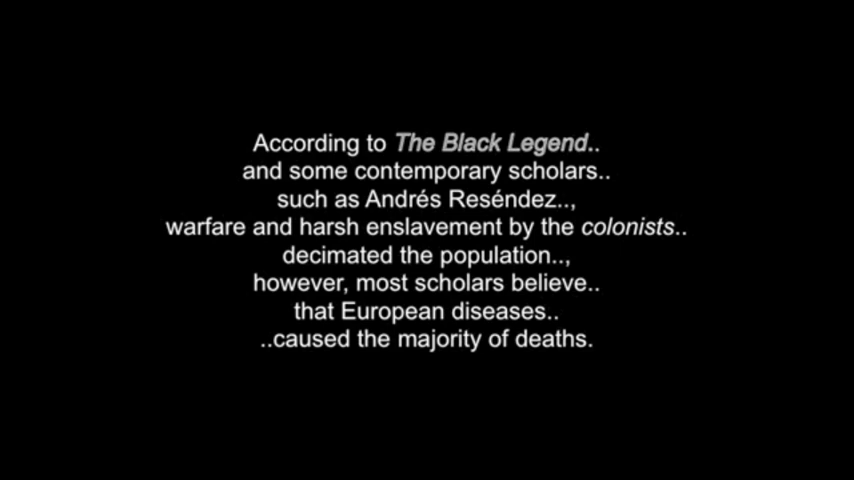 According to The Black Legend..
and some contemporary scholars..
such as Andrés Reséndez..,
warfare and harsh enslavement by the colonists..
decimated the population..,
however, most scholars believe..
that European diseases..
..caused the majority of deaths.